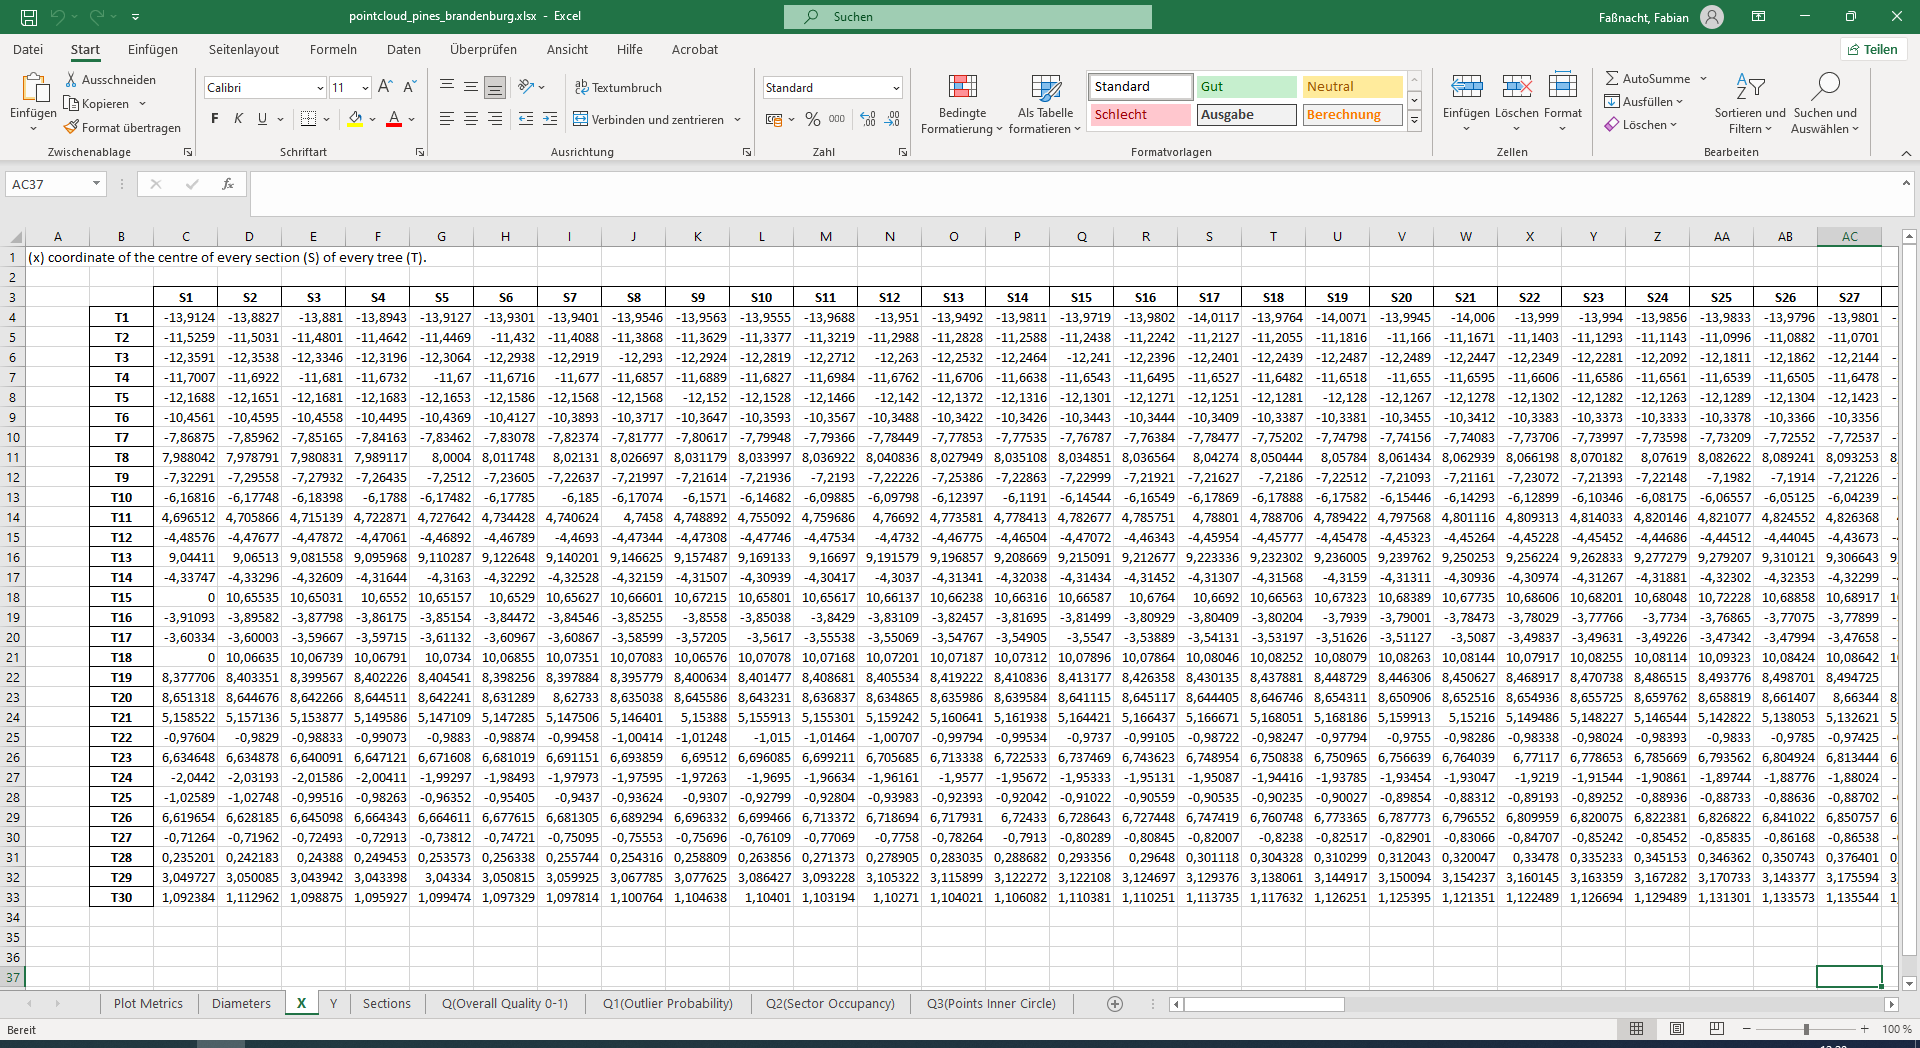 pointcloud_pines_brandenburg.xlsx - Excel
Suchen
Faßnacht, Fabian
Datei Start Einfügen Seitenlayout Formeln Daten Überprüfen Ansicht Hilfe Acrobat Teilen
Einfügen Ausschneiden Kopieren Format übertragen Zwischenablage
Calibri 11 F K U Schriftart
Textumbruch Verbinden und zentrieren Ausrichtung
Standard % 000 Zahl
Bedingte Formatierung Als Tabelle formatieren Standard Gut Neutral Schlecht Ausgabe Berechnung Formatvorlagen
Einfügen Löschen Format Zellen
AutoSumme Ausfüllen Löschen Sortieren und Filtern Suchen und Auswählen Bearbeiten
AC37 fx
A B C D E F G H I J K L M N O P Q R S T U V W X Y Z AA AB AC
1 (x) coordinate of the centre of every section (S) of every tree (T).
2
3 S1 S2 S3 S4 S5 S6 S7 S8 S9 S10 S11 S12 S13 S14 S15 S16 S17 S18 S19 S20 S21 S22 S23 S24 S25 S26 S27
4 T1 -13,9124 -13,8827 -13,881 -13,8943 -13,9127 -13,9301 -13,9401 -13,9546 -13,9563 -13,9555 -13,9688 -13,951 -13,9492 -13,9811 -13,9719 -13,9802 -14,0117 -13,9764 -14,0071 -13,9945 -14,006 -13,999 -13,994 -13,9856 -13,9833 -13,9796 -13,9801
5 T2 -11,5259 -11,5031 -11,4801 -11,4642 -11,4469 -11,432 -11,4088 -11,3868 -11,3629 -11,3377 -11,3219 -11,2988 -11,2828 -11,2588 -11,2438 -11,2242 -11,2127 -11,2055 -11,1816 -11,166 -11,1671 -11,1403 -11,1293 -11,1143 -11,0996 -11,0882 -11,0701
6 T3 -12,3591 -12,3538 -12,3346 -12,3196 -12,3064 -12,2938 -12,2919 -12,293 -12,2924 -12,2819 -12,2712 -12,263 -12,2532 -12,2464 -12,241 -12,2396 -12,2401 -12,2439 -12,2487 -12,2489 -12,2447 -12,2349 -12,2281 -12,2092 -12,1811 -12,1862 -12,2144
7 T4 -11,7007 -11,6922 -11,681 -11,6732 -11,67 -11,6716 -11,677 -11,6857 -11,6889 -11,6827 -11,6984 -11,6762 -11,6706 -11,6638 -11,6543 -11,6495 -11,6527 -11,6482 -11,6518 -11,655 -11,6595 -11,6606 -11,6586 -11,6561 -11,6539 -11,6505 -11,6478
8 T5 -12,1688 -12,1651 -12,1681 -12,1683 -12,1653 -12,1586 -12,1568 -12,1568 -12,152 -12,1528 -12,1466 -12,142 -12,1372 -12,1316 -12,1301 -12,1271 -12,1251 -12,1281 -12,128 -12,1267 -12,1278 -12,1302 -12,1282 -12,1263 -12,1289 -12,1304 -12,1423
9 T6 -10,4561 -10,4595 -10,4558 -10,4495 -10,4369 -10,4127 -10,3893 -10,3717 -10,3647 -10,3593 -10,3567 -10,3488 -10,3422 -10,3426 -10,3443 -10,3444 -10,3409 -10,3387 -10,3381 -10,3455 -10,3412 -10,3383 -10,3373 -10,3333 -10,3378 -10,3366 -10,3356
10 T7 -7,86875 -7,85962 -7,85165 -7,84163 -7,83462 -7,83078 -7,82374 -7,81777 -7,80617 -7,79948 -7,79366 -7,78449 -7,77853 -7,77535 -7,76787 -7,76384 -7,78477 -7,75202 -7,74798 -7,74156 -7,74083 -7,73706 -7,73997 -7,73598 -7,73209 -7,72552 -7,72537
11 T8 7,988042 7,978791 7,980831 7,989117 8,0004 8,011748 8,02131 8,026697 8,031179 8,033997 8,036922 8,040836 8,027949 8,035108 8,034851 8,036564 8,04274 8,050444 8,05784 8,061434 8,062939 8,066198 8,070182 8,07619 8,082622 8,089241 8,093253
12 T9 -7,32291 -7,29558 -7,27932 -7,26435 -7,2512 -7,23605 -7,22637 -7,21997 -7,21614 -7,21936 -7,2193 -7,22226 -7,25386 -7,22863 -7,22999 -7,21921 -7,21627 -7,2186 -7,22512 -7,21093 -7,21161 -7,23072 -7,21393 -7,22148 -7,1982 -7,1914 -7,21226
13 T10 -6,16816 -6,17748 -6,18398 -6,1788 -6,17482 -6,17785 -6,185 -6,17074 -6,1571 -6,14682 -6,09885 -6,09798 -6,12397 -6,1191 -6,14544 -6,16549 -6,17869 -6,17888 -6,17582 -6,15446 -6,14293 -6,12899 -6,10346 -6,08175 -6,06557 -6,05125 -6,04239
14 T11 4,696512 4,705866 4,715139 4,722871 4,727642 4,734428 4,740624 4,7458 4,748892 4,755092 4,759686 4,76692 4,773581 4,778413 4,782677 4,785751 4,78801 4,788706 4,789422 4,797568 4,801116 4,809313 4,814033 4,820146 4,821077 4,824552 4,826368
15 T12 -4,48576 -4,47677 -4,47872 -4,47061 -4,46892 -4,46789 -4,4693 -4,47344 -4,47308 -4,47746 -4,47534 -4,4732 -4,46775 -4,46504 -4,47072 -4,46343 -4,45954 -4,45777 -4,45478 -4,45323 -4,45264 -4,45228 -4,45452 -4,44686 -4,44512 -4,44045 -4,43673
16 T13 9,04411 9,06513 9,081558 9,095968 9,110287 9,122648 9,140201 9,146625 9,157487 9,169133 9,16697 9,191579 9,196857 9,208669 9,215091 9,212677 9,223336 9,232302 9,236005 9,239762 9,250253 9,256224 9,262833 9,277279 9,279207 9,310121 9,306643
17 T14 -4,33747 -4,33296 -4,32609 -4,31644 -4,3163 -4,32292 -4,32528 -4,32159 -4,31507 -4,30939 -4,30417 -4,3037 -4,31341 -4,32038 -4,31434 -4,31452 -4,31307 -4,31568 -4,3159 -4,31311 -4,30936 -4,30974 -4,31267 -4,31881 -4,32302 -4,32353 -4,32299
18 T15 0 10,65535 10,65031 10,6552 10,65157 10,6529 10,65627 10,66601 10,67215 10,65801 10,65617 10,66137 10,66238 10,66316 10,66587 10,6764 10,6692 10,66563 10,67323 10,68389 10,67735 10,68606 10,68201 10,68048 10,72228 10,68858 10,68917
19 T16 -3,91093 -3,89582 -3,87798 -3,86175 -3,85154 -3,84472 -3,84546 -3,85255 -3,8558 -3,85038 -3,8429 -3,83109 -3,82457 -3,81695 -3,81499 -3,80929 -3,80409 -3,80204 -3,7939 -3,79001 -3,78473 -3,78029 -3,77766 -3,7734 -3,76865 -3,77075 -3,77899
20 T17 -3,60334 -3,60003 -3,59667 -3,59715 -3,61132 -3,60967 -3,60867 -3,58599 -3,57205 -3,5617 -3,55538 -3,55069 -3,54767 -3,54905 -3,5547 -3,53889 -3,54131 -3,53197 -3,51626 -3,51127 -3,5087 -3,49837 -3,49631 -3,49226 -3,47342 -3,47994 -3,47658
21 T18 0 10,06635 10,06739 10,06791 10,0734 10,06855 10,07351 10,07083 10,06576 10,07078 10,07168 10,07201 10,07187 10,07312 10,07896 10,07864 10,08046 10,08252 10,08079 10,08263 10,08144 10,07917 10,08255 10,08114 10,09323 10,08424 10,08642
22 T19 8,377706 8,403351 8,399567 8,402226 8,404541 8,398256 8,397884 8,395779 8,400634 8,401477 8,408681 8,405534 8,419222 8,410836 8,413177 8,426358 8,430135 8,437881 8,448729 8,446306 8,450627 8,468917 8,470738 8,486515 8,493776 8,498701 8,494725
23 T20 8,651318 8,644676 8,642266 8,644511 8,642241 8,631289 8,62733 8,635038 8,645586 8,643231 8,636837 8,634865 8,635986 8,639584 8,641115 8,645117 8,644405 8,646746 8,654311 8,650906 8,652516 8,654936 8,655725 8,659762 8,658819 8,661407 8,66344
24 T21 5,158522 5,157136 5,153877 5,149586 5,147109 5,147285 5,147506 5,146401 5,15388 5,155913 5,155301 5,159242 5,160641 5,161938 5,164421 5,166437 5,166671 5,168051 5,168186 5,159913 5,15216 5,149486 5,148227 5,146544 5,142822 5,138053 5,132621
25 T22 -0,97604 -0,9829 -0,98833 -0,99073 -0,9883 -0,98874 -0,99458 -1,00414 -1,01248 -1,015 -1,01464 -1,00707 -0,99794 -0,99534 -0,9737 -0,99105 -0,98722 -0,98247 -0,97794 -0,9755 -0,98286 -0,98338 -0,98024 -0,98393 -0,9833 -0,9785 -0,97425
26 T23 6,634648 6,634878 6,640091 6,647121 6,671608 6,681019 6,691151 6,693859 6,69512 6,696085 6,699211 6,705685 6,713338 6,722533 6,737469 6,743623 6,748954 6,750838 6,750965 6,756639 6,764039 6,77117 6,778653 6,785669 6,793562 6,804924 6,813444
27 T24 -2,0442 -2,03193 -2,01586 -2,00411 -1,99297 -1,98493 -1,97973 -1,97595 -1,97263 -1,9695 -1,96634 -1,96161 -1,9577 -1,95672 -1,95333 -1,95131 -1,95087 -1,94416 -1,93785 -1,93454 -1,93047 -1,9219 -1,91544 -1,90861 -1,89744 -1,88776 -1,88024
28 T25 -1,02589 -1,02748 -0,99516 -0,98263 -0,96352 -0,95405 -0,9437 -0,93624 -0,9307 -0,92799 -0,92804 -0,93983 -0,92393 -0,92042 -0,91022 -0,90559 -0,90535 -0,90235 -0,90027 -0,89854 -0,88312 -0,89193 -0,89252 -0,88936 -0,88733 -0,88636 -0,88702
29 T26 6,619654 6,628185 6,645098 6,664343 6,664611 6,677615 6,681305 6,689294 6,696332 6,699466 6,713372 6,718694 6,717931 6,72433 6,728643 6,727448 6,747419 6,760748 6,773365 6,787773 6,796552 6,809959 6,820075 6,822381 6,826822 6,841022 6,850757
30 T27 -0,71264 -0,71962 -0,72493 -0,72913 -0,73812 -0,74721 -0,75095 -0,75553 -0,75696 -0,76109 -0,77069 -0,7758 -0,78264 -0,7913 -0,80289 -0,80845 -0,82007 -0,8238 -0,82517 -0,82901 -0,83066 -0,84707 -0,85242 -0,85452 -0,85835 -0,86168 -0,86538
31 T28 0,235201 0,242183 0,24388 0,249453 0,253573 0,256338 0,255744 0,254316 0,258809 0,263856 0,271373 0,278905 0,283035 0,288682 0,293356 0,29648 0,301118 0,304328 0,310299 0,312043 0,320047 0,33478 0,335233 0,345153 0,346362 0,350743 0,376401
32 T29 3,049727 3,050085 3,043942 3,043398 3,04334 3,050815 3,059925 3,067785 3,077625 3,086427 3,093228 3,105322 3,115899 3,122272 3,122108 3,124697 3,129376 3,138061 3,144917 3,150094 3,154237 3,160145 3,163359 3,167282 3,170733 3,143377 3,175594
33 T30 1,092384 1,112962 1,098875 1,095927 1,099474 1,097329 1,097814 1,100764 1,104638 1,10401 1,103194 1,10271 1,104021 1,106082 1,110381 1,110251 1,113735 1,117632 1,126251 1,125395 1,121351 1,122489 1,126694 1,129489 1,131301 1,133573 1,135544
34
35
36
37
Plot Metrics Diameters X Y Sections Q(Overall Quality 0-1) Q1(Outlier Probability) Q2(Sector Occupancy) Q3(Points Inner Circle)
Bereit 100 %